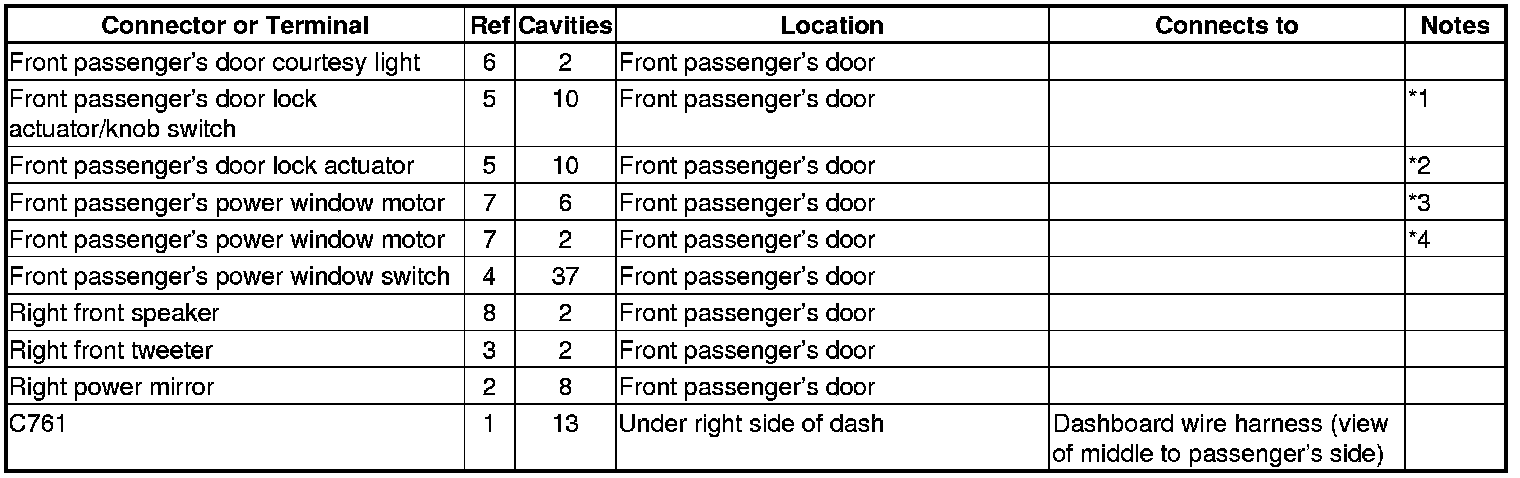 Connector or Terminal Ref Cavities Location Connects to Notes
Front passenger's door courtesy light 6 2 Front passenger's door
Front passenger's door lock 5 10 Front passenger's door *1
actuator/knob switch
Front passenger's door lock actuator 5 10 Front passenger's door *2
Front passenger's power window motor 7 6 Front passenger's door *3
Front passenger's power window motor 7 2 Front passenger's door *4
Front passenger's power window switch 4 37 Front passenger's door
Right front speaker 8 2 Front passenger's door
Right front tweeter 3 2 Front passenger's door
Right power mirror 2 8 Front passenger's door
C761 1 13 Under right side of dash Dashboard wire harness (view
of middle to passenger's side)